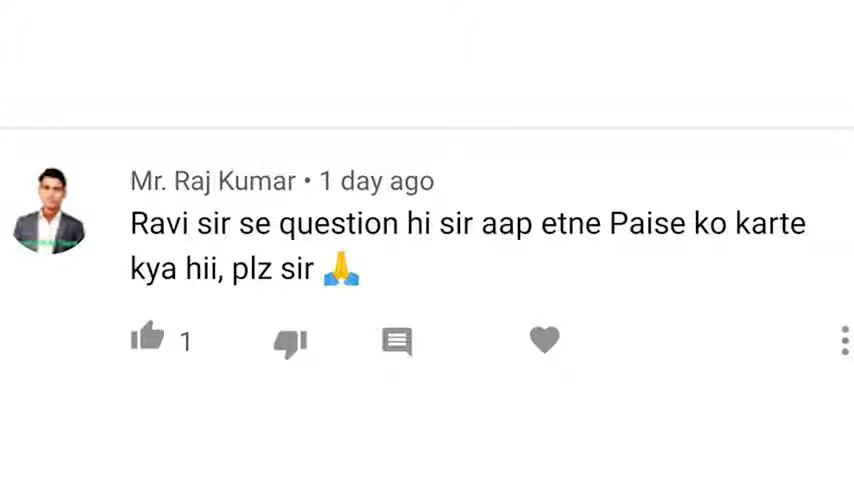 Mr. Raj Kumar • 1 day ago
Ravi sir se question hi sir aap etne Paise ko karte
kya hii, plz sir 🙏
1